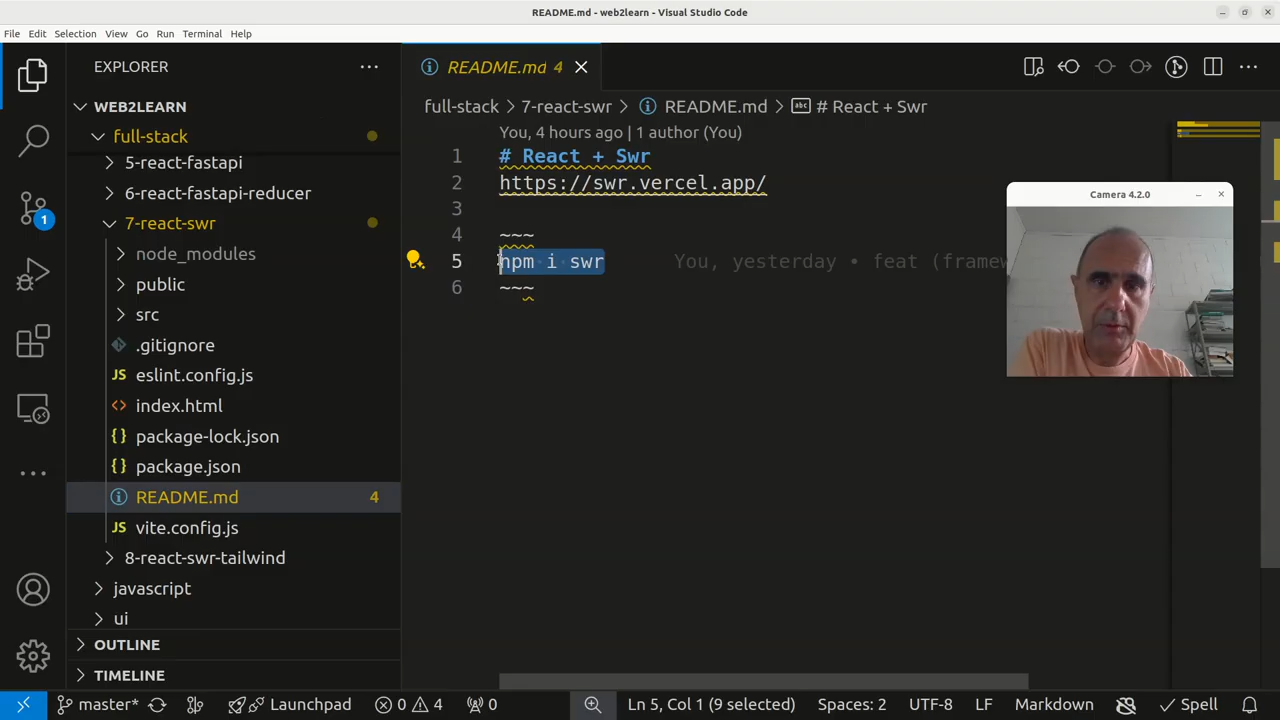 README.md - web2learn - Visual Studio Code
File Edit Selection View Go Run Terminal Help
EXPLORER
WEB2LEARN
full-stack
5-react-fastapi
6-react-fastapi-reducer
7-react-swr
node_modules
public
src
.gitignore
JS eslint.config.js
<> index.html
{} package-lock.json
{} package.json
README.md 4
JS vite.config.js
8-react-swr-tailwind
javascript
ui
OUTLINE
TIMELINE
1
README.md 4
full-stack > 7-react-swr > README.md > abc # React + Swr
You, 4 hours ago | 1 author (You)
1 # React + Swr
2 https://swr.vercel.app/
3
4 ~~~
5 npm i swr You, yesterday • feat (framew
6 ~~~
Camera 4.2.0
master* Launchpad 0 4 0 Ln 5, Col 1 (9 selected) Spaces: 2 UTF-8 LF Markdown Spell